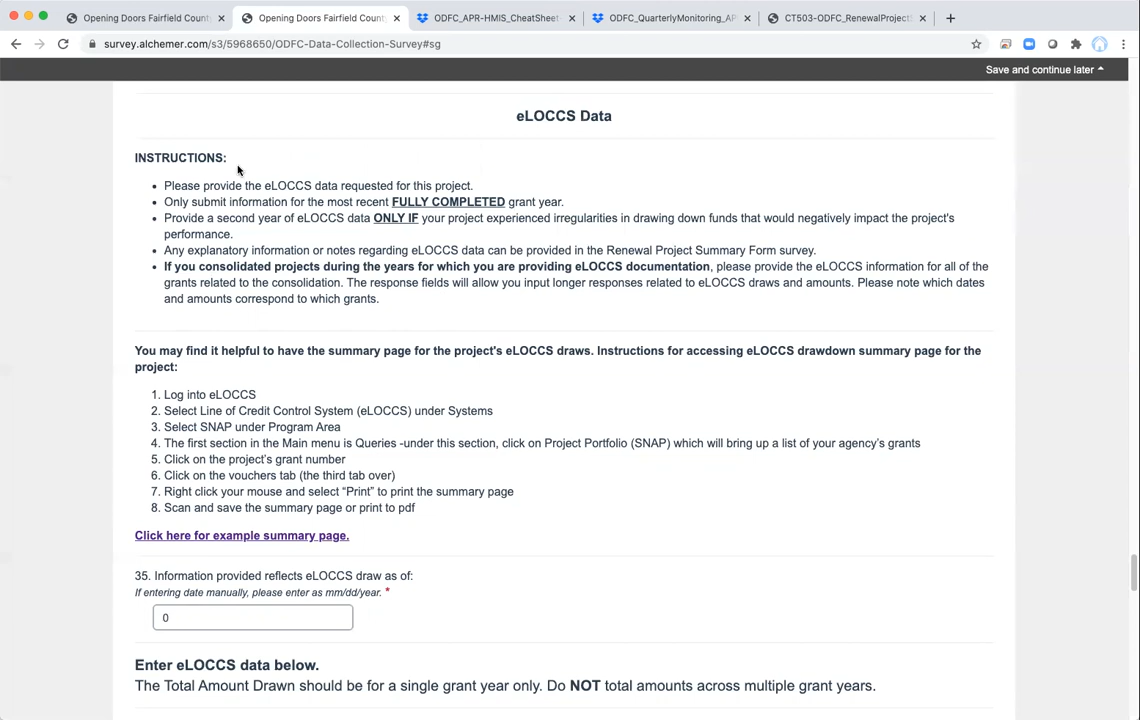 Opening Doors Fairfield Count
Opening Doors Fairfield Count
ODFC_APR-HMIS_CheatSheet-
ODFC_QuarterlyMonitoring_AP
CT503-ODFC_RenewalProjectS
survey.alchemer.com/s3/5968650/ODFC-Data-Collection-Survey#sg
Save and continue later
eLOCCS Data
INSTRUCTIONS:
• Please provide the eLOCCS data requested for this project.
• Only submit information for the most recent FULLY COMPLETED grant year.
• Provide a second year of eLOCCS data ONLY IF your project experienced irregularities in drawing down funds that would negatively impact the project's
performance.
• Any explanatory information or notes regarding eLOCCS data can be provided in the Renewal Project Summary Form survey.
• If you consolidated projects during the years for which you are providing eLOCCS documentation, please provide the eLOCCS information for all of the
grants related to the consolidation. The response fields will allow you input longer responses related to eLOCCS draws and amounts. Please note which dates
and amounts correspond to which grants.
You may find it helpful to have the summary page for the project's eLOCCS draws. Instructions for accessing eLOCCS drawdown summary page for the
project:
1. Log into eLOCCS
2. Select Line of Credit Control System (eLOCCS) under Systems
3. Select SNAP under Program Area
4. The first section in the Main menu is Queries -under this section, click on Project Portfolio (SNAP) which will bring up a list of your agency's grants
5. Click on the project's grant number
6. Click on the vouchers tab (the third tab over)
7. Right click your mouse and select “Print” to print the summary page
8. Scan and save the summary page or print to pdf
Click here for example summary page.
35. Information provided reflects eLOCCS draw as of:
If entering date manually, please enter as mm/dd/year. *
0
Enter eLOCCS data below.
The Total Amount Drawn should be for a single grant year only. Do NOT total amounts across multiple grant years.